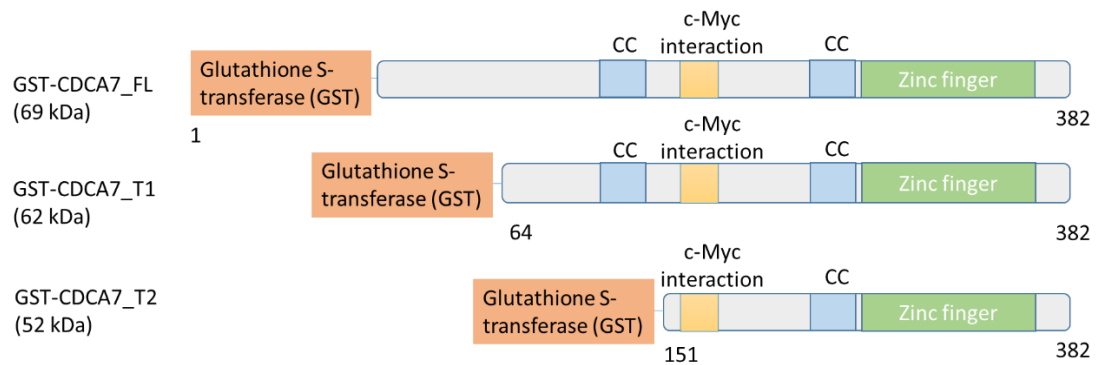 c-Myc
CC interaction CC
GST-CDCA7_FL
(69 kDa)
Glutathione S-
transferase (GST)
Zinc finger
1
382
c-Myc
CC interaction CC
GST-CDCA7_T1
(62 kDa)
Glutathione S-
transferase (GST)
Zinc finger
64
382
c-Myc
interaction CC
GST-CDCA7_T2
(52 kDa)
Glutathione S-
transferase (GST)
Zinc finger
151
382